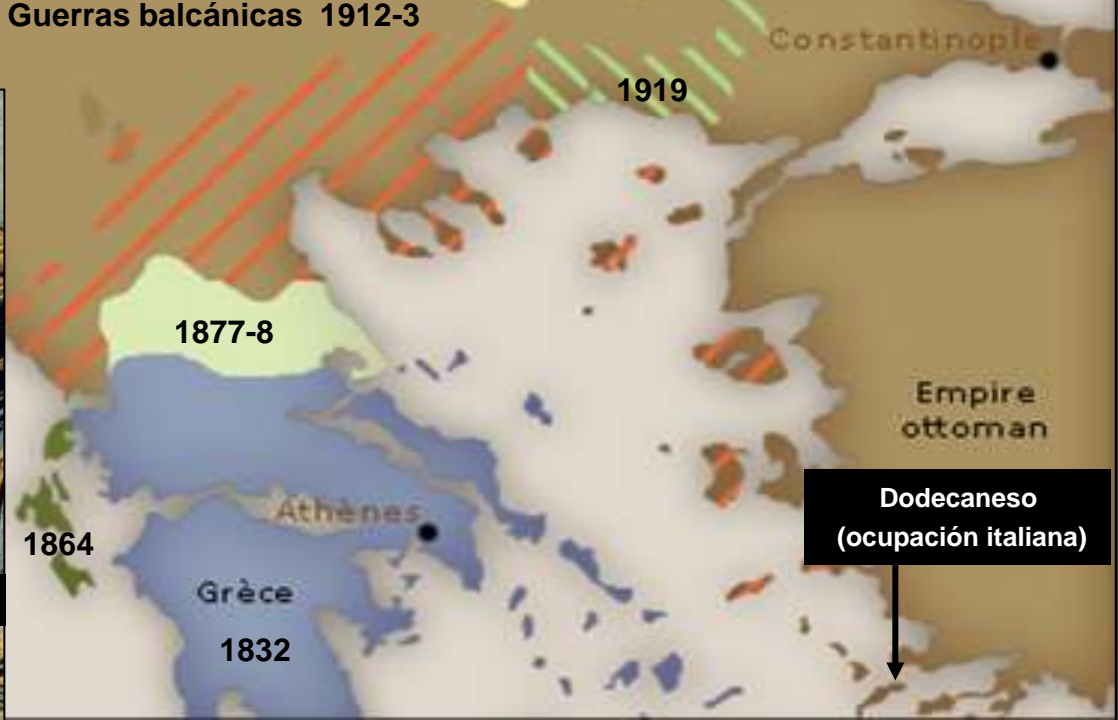 Guerras balcánicas 1912-3
Constantinople
1919
1877-8
Empire
ottoman
Dodecaneso
(ocupación italiana)
Athènes
1864
Grèce
1832